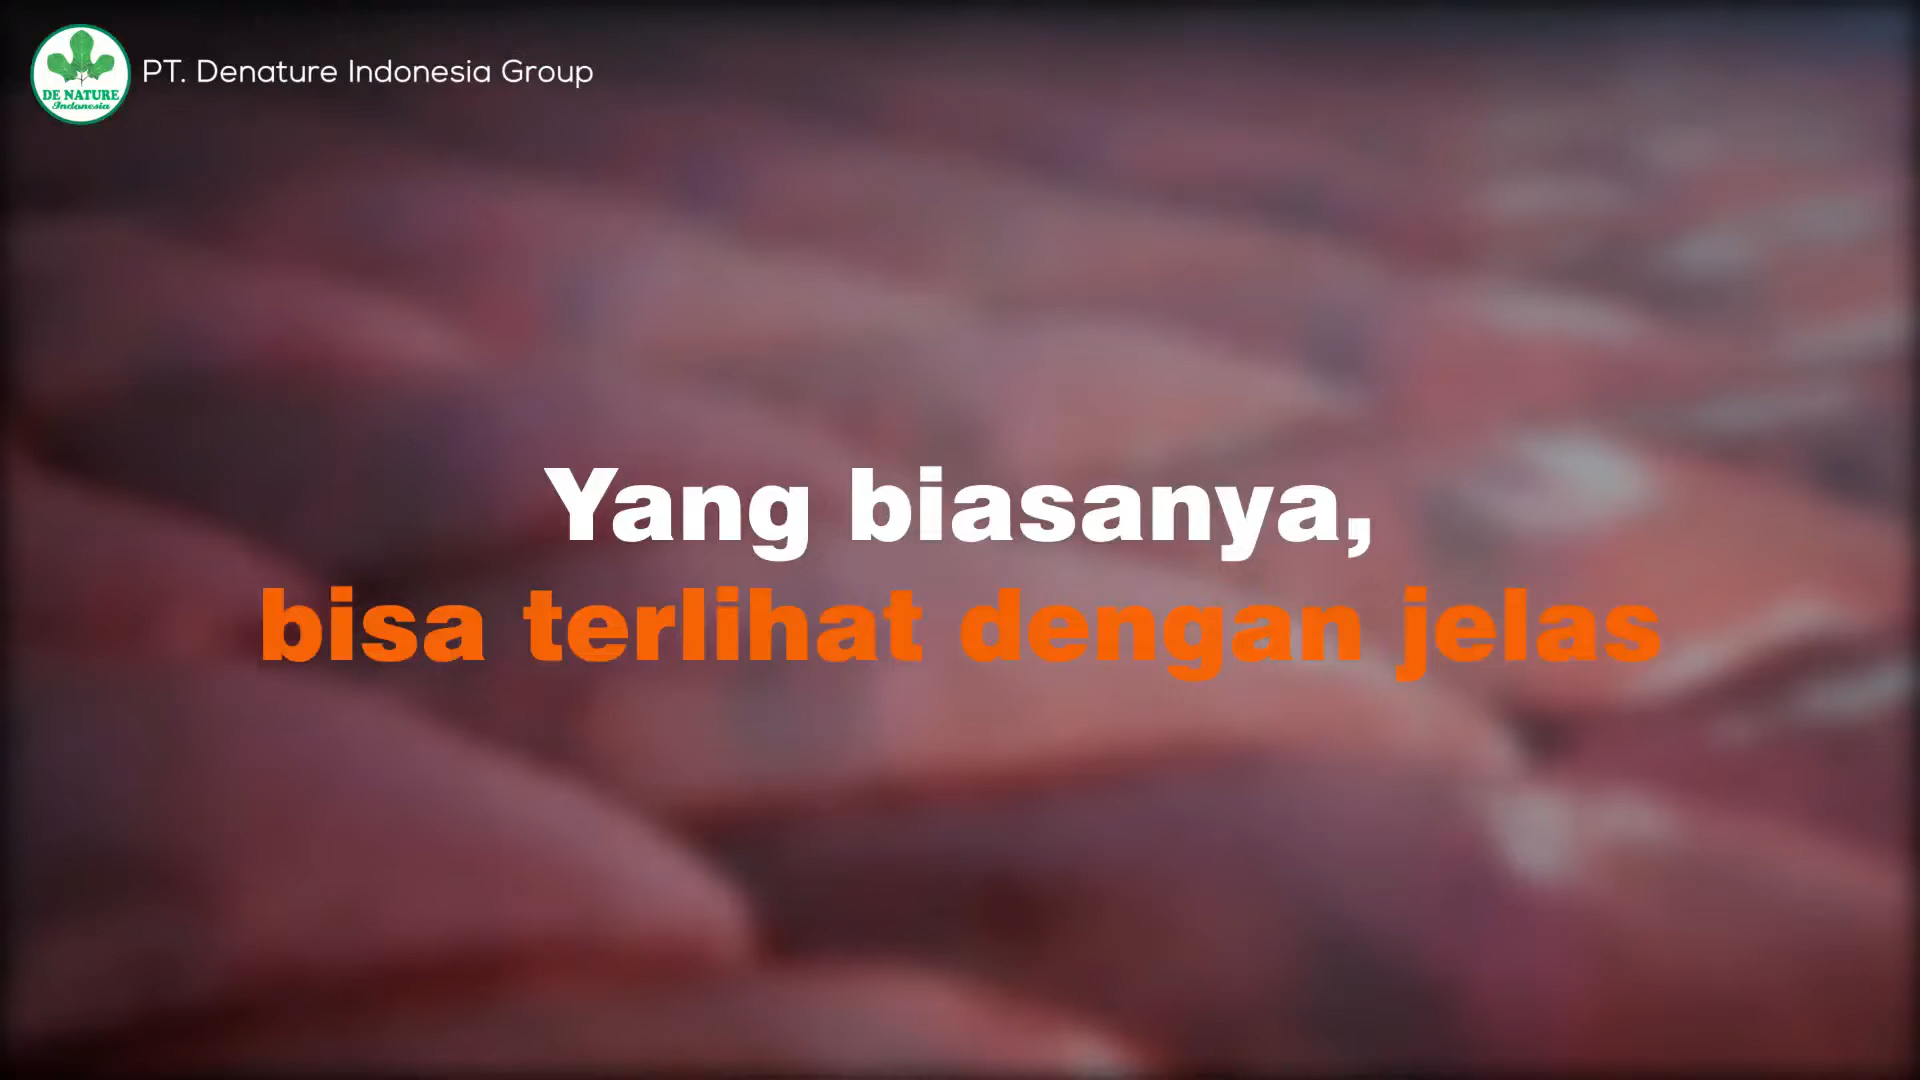 DE NATURE
Indonesia
PT. Denature Indonesia Group
Yang biasanya,
bisa terlihat dengan jelas